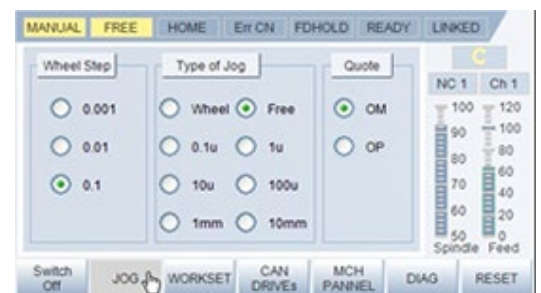 MANUAL FREE HOME Err CN FDHOLD READY LINKED
Wheel Step Type of Jog Quote
C
NC 1 Ch 1
0.001 Wheel Free OM
0.01 0.1u 1u OP
0.1 10u 100u
1mm 10mm
100 120
90 100
80 80
70 60
60 40
50 20
0
Spindle Feed
Switch Off JOG WORKSET CAN DRIVEs MCH PANNEL DIAG RESET